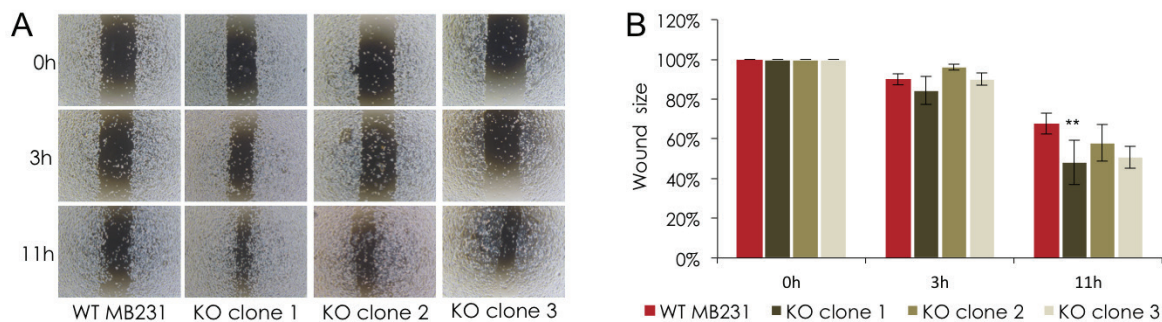 A
0h
3h
11h
WT MB231 KO clone 1 KO clone 2 KO clone 3
B
Wound size
120%
100%
80%
60%
40%
20%
0%
**
0h 3h 11h
WT MB231 KO clone 1 KO clone 2 KO clone 3